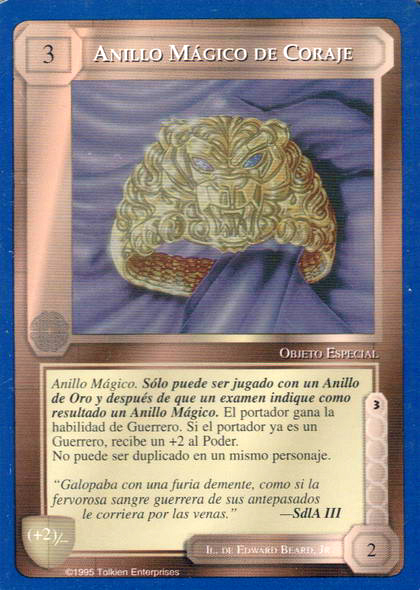 3
ANILLO MÁGICO DE CORAJE
OBJETO ESPECIAL
Anillo Mágico. Sólo puede ser jugado con un Anillo
de Oro y después de que un examen indique como
resultado un Anillo Mágico. El portador gana la
habilidad de Guerrero. Si el portador ya es un
Guerrero, recibe un +2 al Poder.
No puede ser duplicado en un mismo personaje.
3
“Galopaba con una furia demente, como si la
fervorosa sangre guerrera de sus antepasados
le corriera por las venas.” —SdlA III
(+2)/–
IL. DE EDWARD BEARD, JR.
2
©1995 Tolkien Enterprises